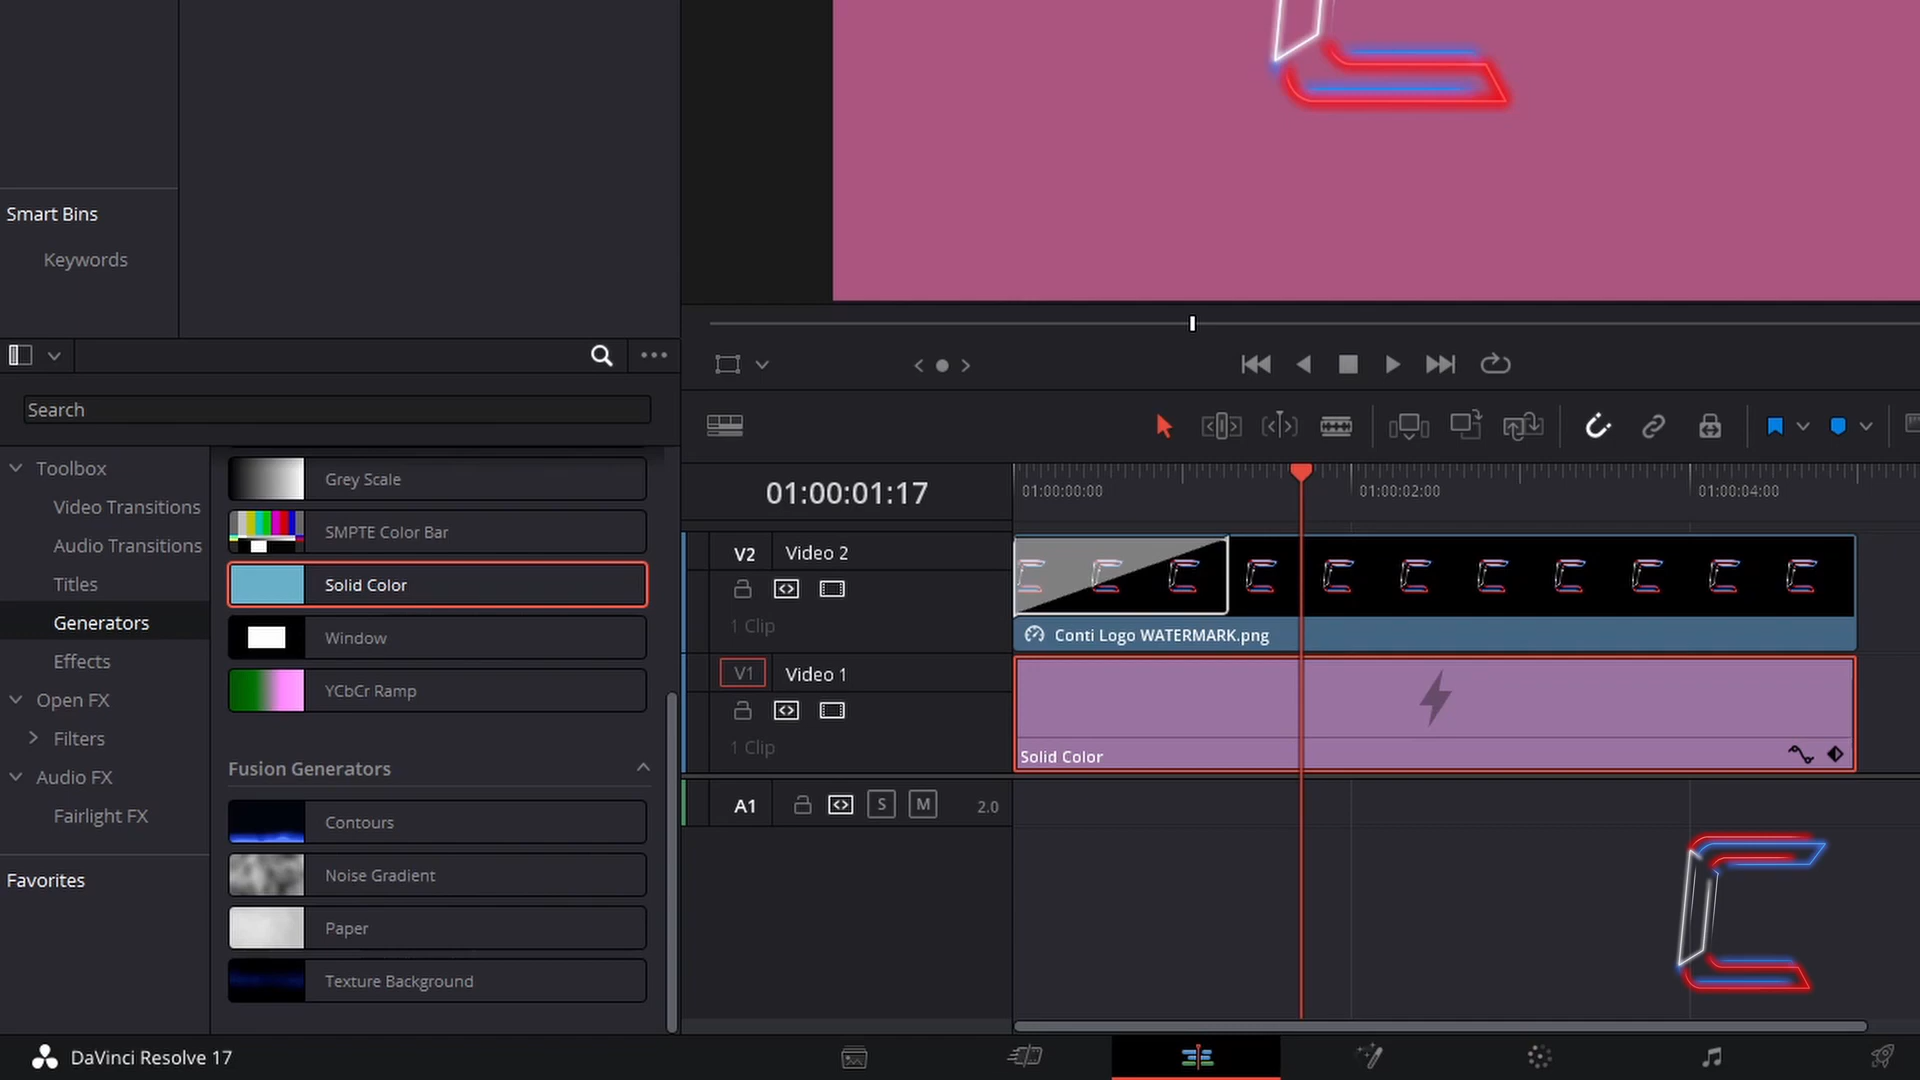 Smart Bins
Keywords
Search
Toolbox
Video Transitions
Audio Transitions
Titles
Generators
Effects
Open FX
Filters
Audio FX
Fairlight FX
Favorites
Grey Scale
SMPTE Color Bar
Solid Color
Window
YCbCr Ramp
Fusion Generators
Contours
Noise Gradient
Paper
Texture Background
01:00:01:17
01:00:00:00
01:00:02:00
01:00:04:00
V2 Video 2
1 Clip
Conti Logo WATERMARK.png
V1 Video 1
1 Clip
Solid Color
A1 S M 2.0
DaVinci Resolve 17